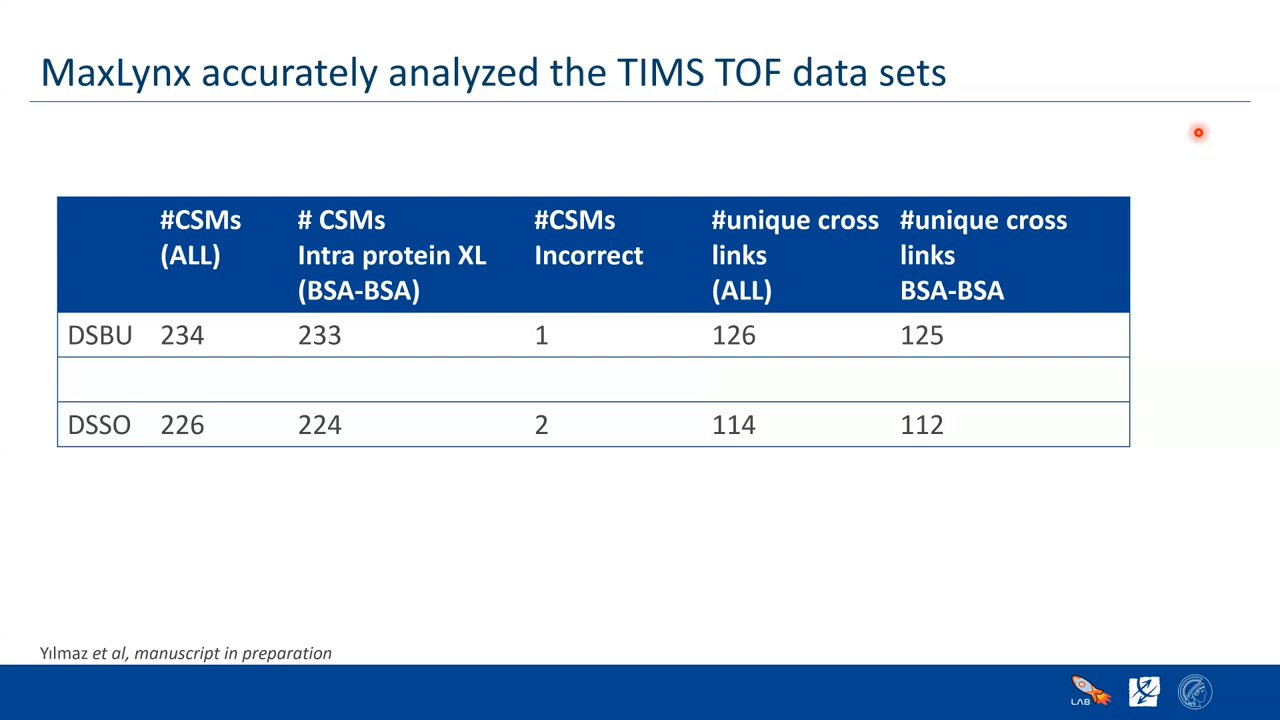 MaxLynx accurately analyzed the TIMS TOF data sets
#CSMs (ALL) # CSMs Intra protein XL (BSA-BSA) #CSMs Incorrect #unique cross links (ALL) #unique cross links BSA-BSA
DSBU 234 233 1 126 125
DSSO 226 224 2 114 112
Yılmaz et al, manuscript in preparation
LAB